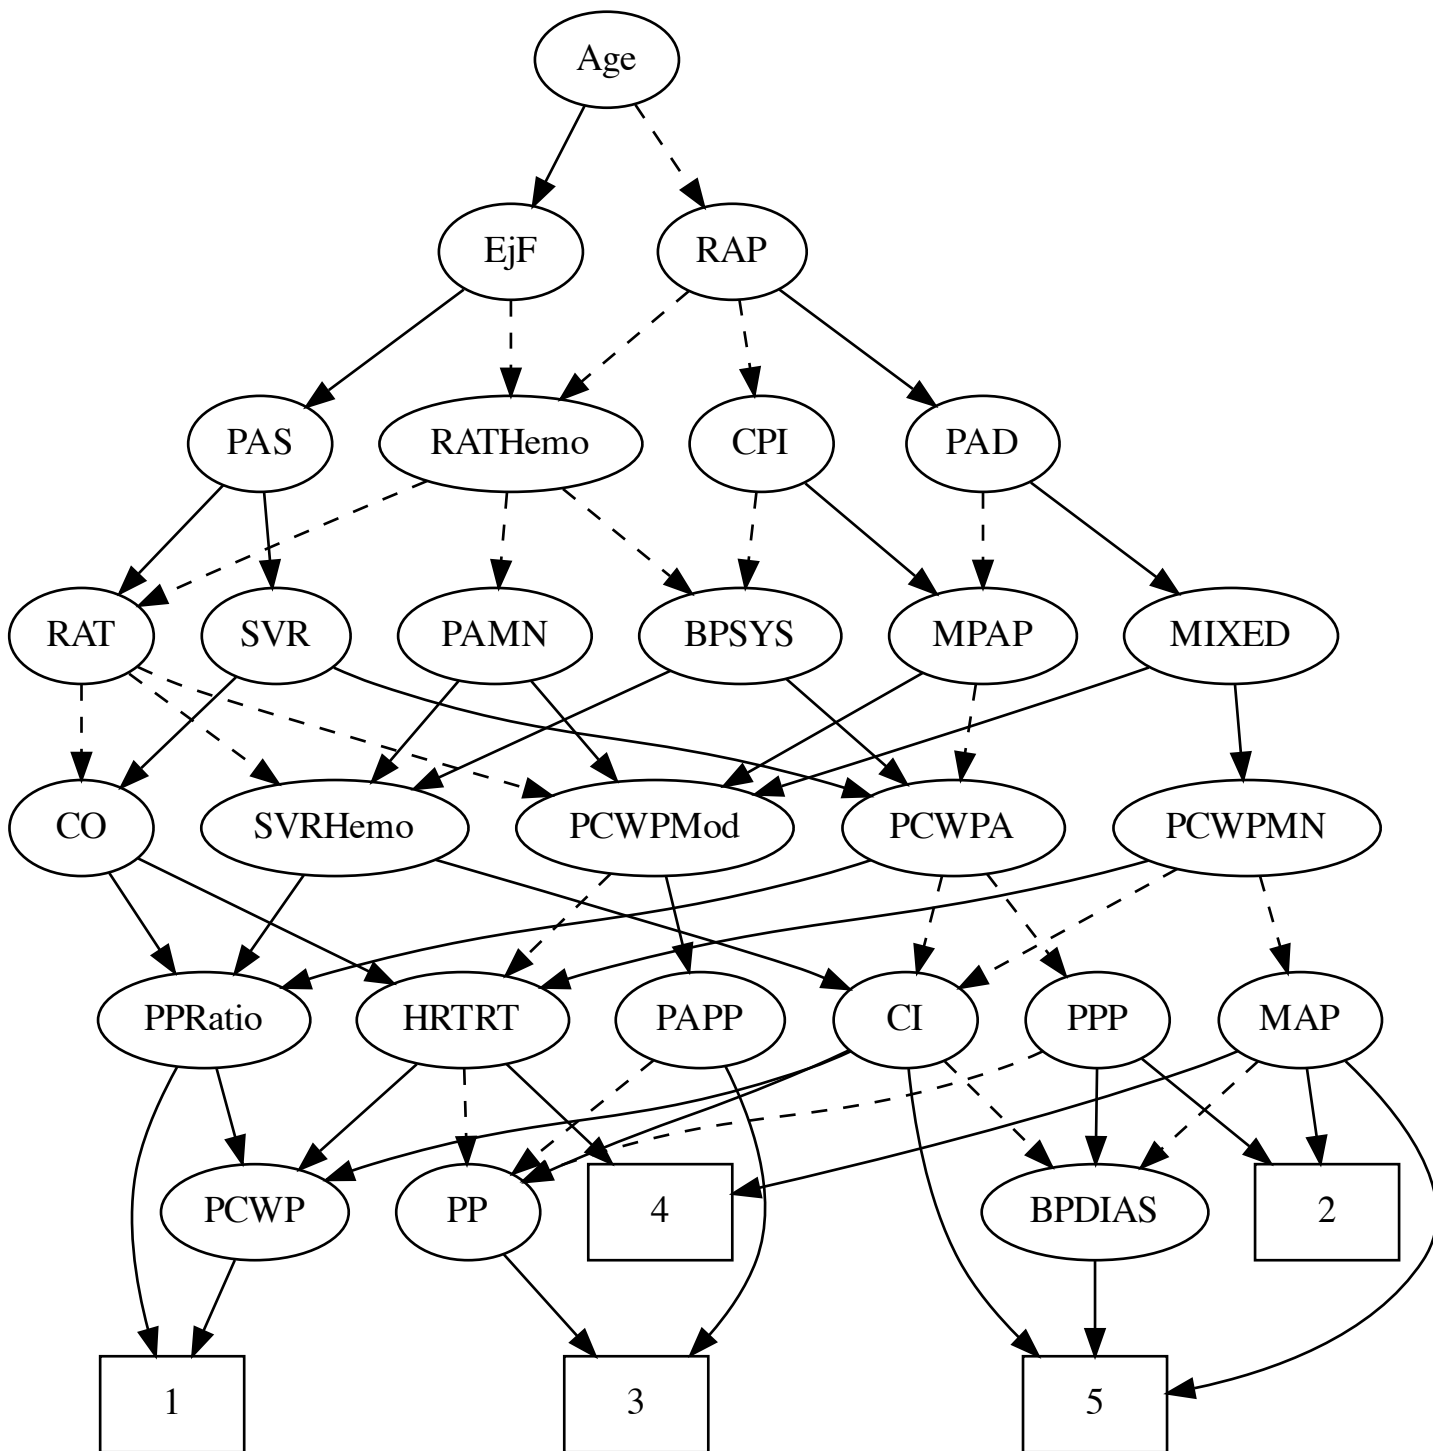 Age
EjF
RAP
PAS
RATHemo
CPI
PAD
RAT
SVR
PAMN
BPSYS
MPAP
MIXED
CO
SVRHemo
PCWPMod
PCWPA
PCWPMN
PPRatio
HRTRT
PAPP
CI
PPP
MAP
PCWP
PP
4
BPDIAS
2
1
3
5